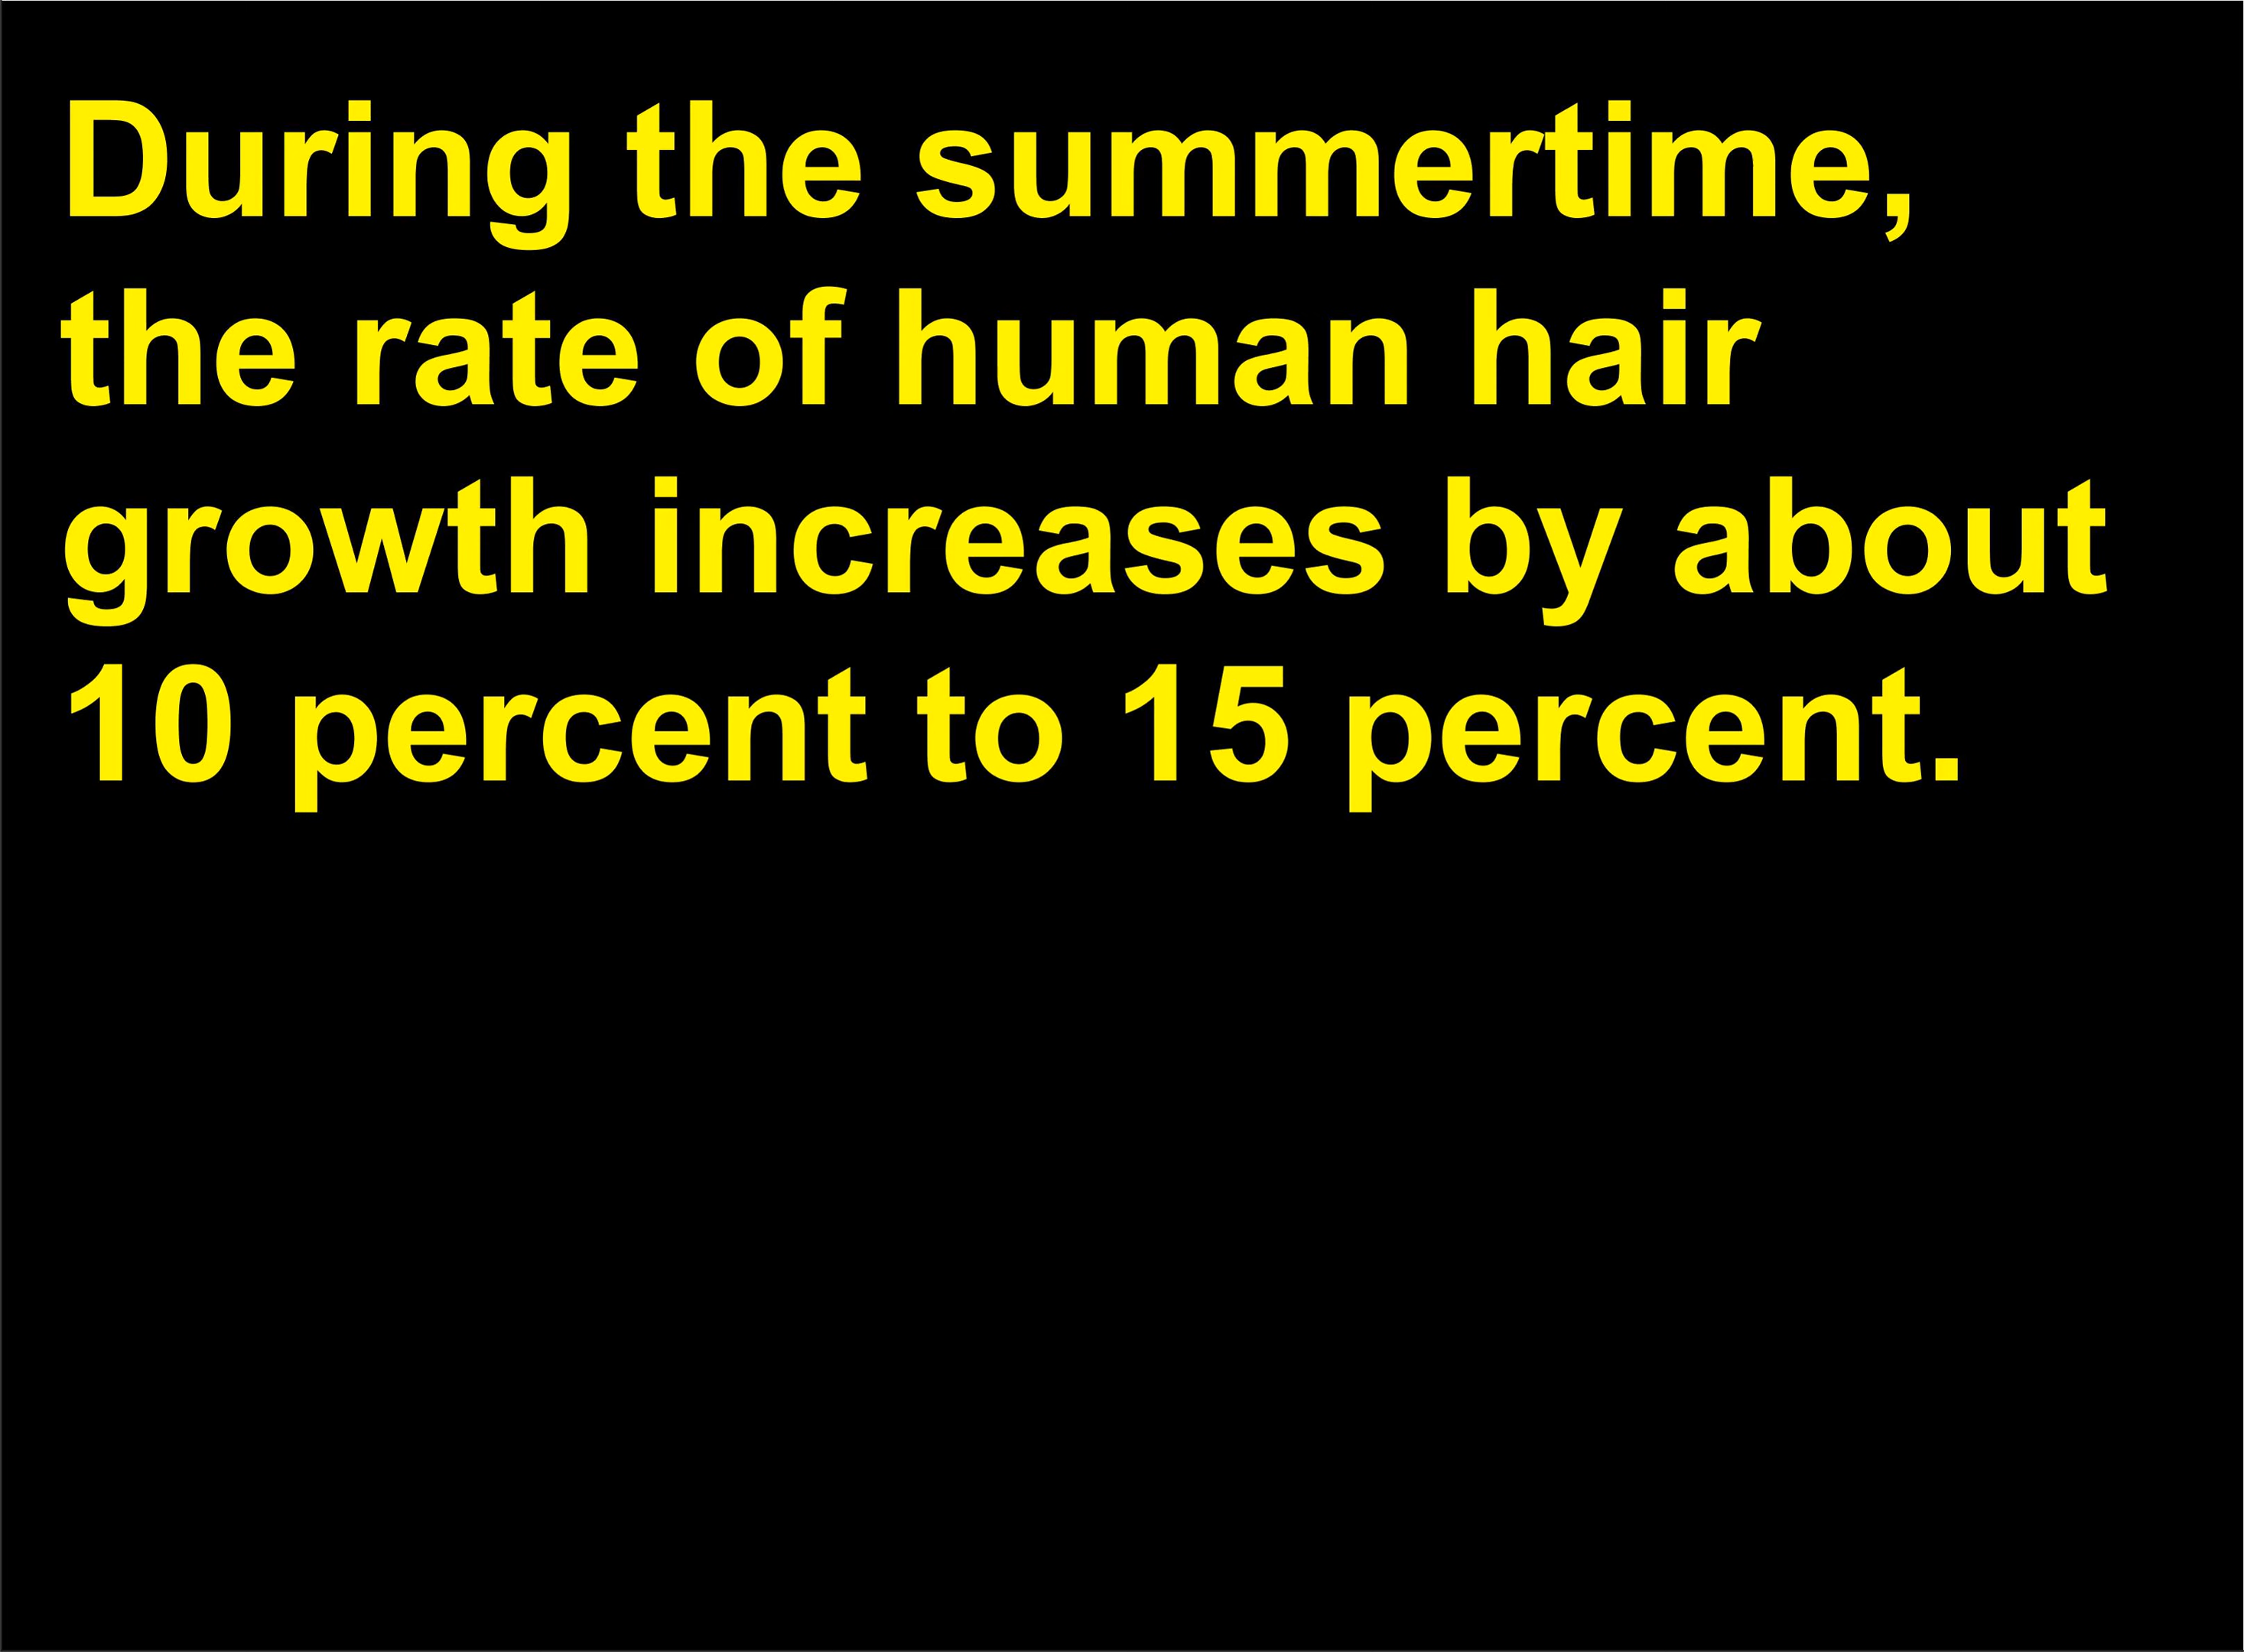 During the summertime,
the rate of human hair
growth increases by about
10 percent to 15 percent.